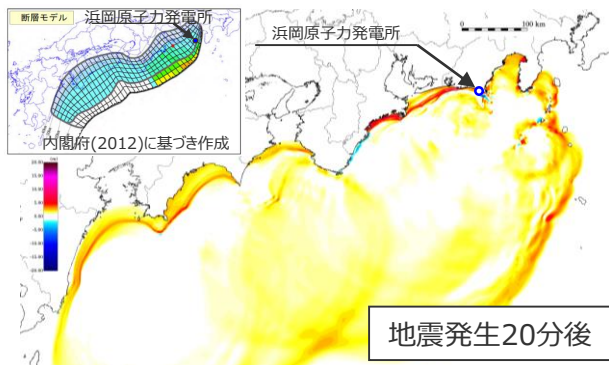 断層モデル
浜岡原子力発電所
内閣府(2012)に基づき作成
浜岡原子力発電所
0 100 km
地震発生20分後